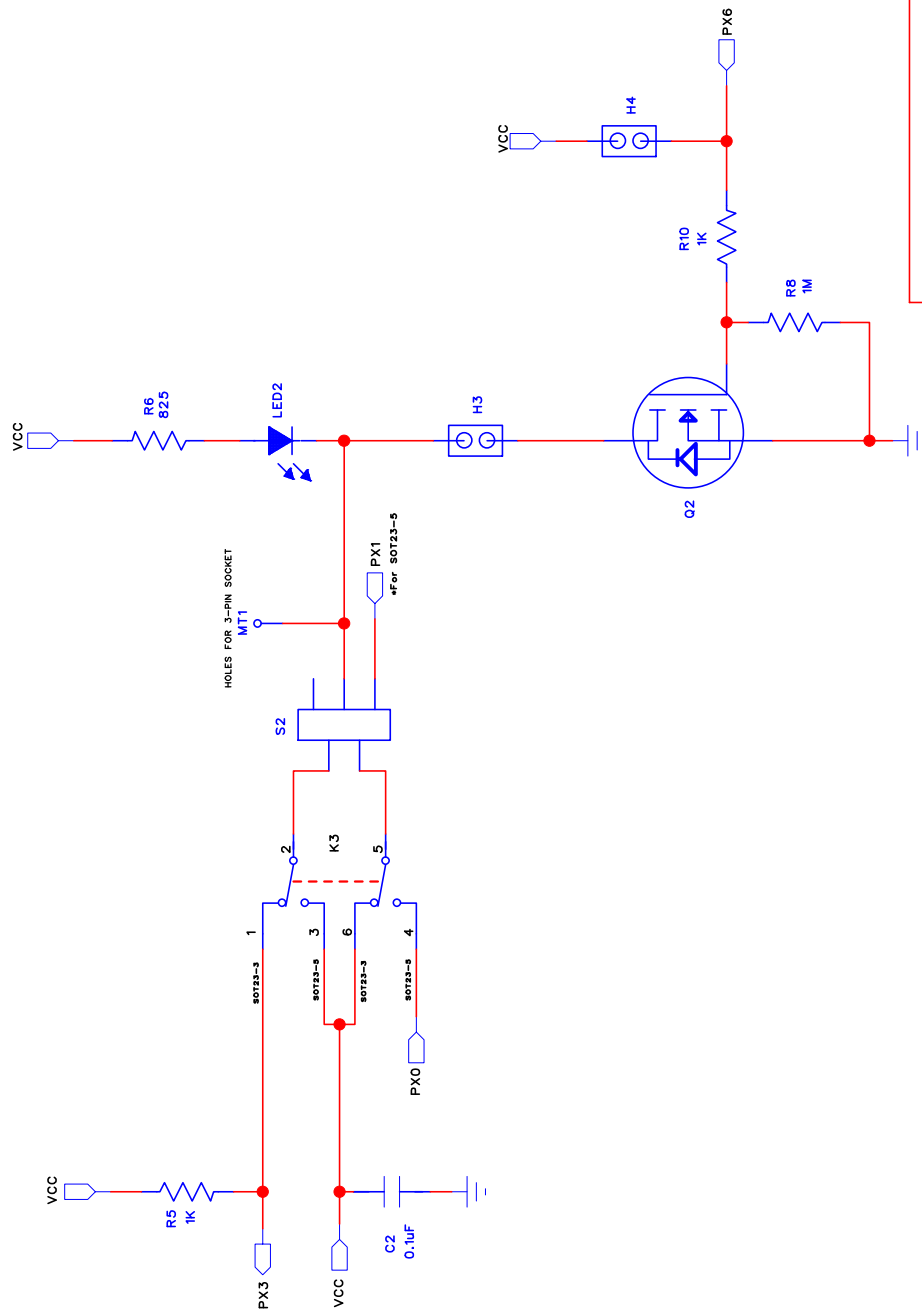 VCC
R5
1K
PX3
VCC
C2
0.1uF
SOT23-3
1
SOT23-5
3
SOT23-3
6
SOT23-5
4
PX0
2
K3
5
S2
HOLES FOR 3-PIN SOCKET
MT1
PX1
*For SOT23-5
VCC
R6
825
LED2
H3
Q2
VCC
H4
R10
1K
R8
1M
PX6